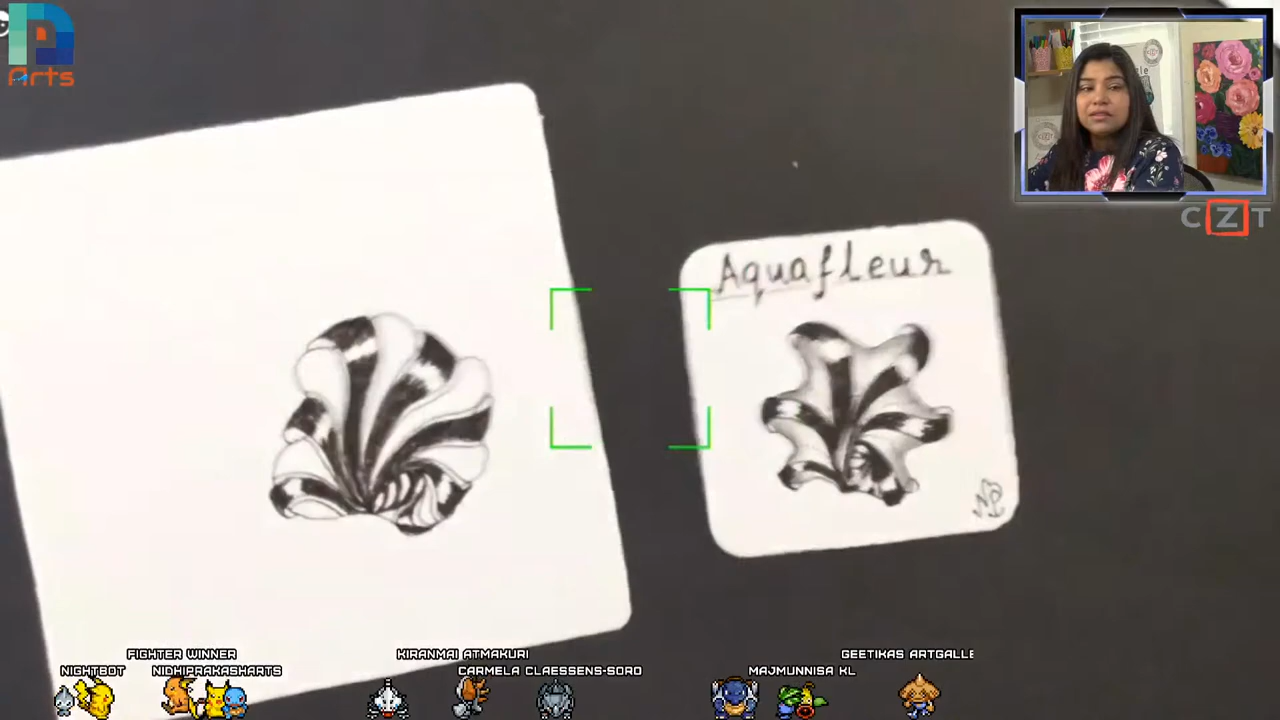 Arts
CZT
Aquafleur
FIGHTER WINNER
KIRANMAI ATMAKURI
GEETIKAS ARTGALLE
NIGHTBOT
NIDHIPRAKASHARTS
CARMELA CLAESSENS-SORO
MAJMUNNISA KL